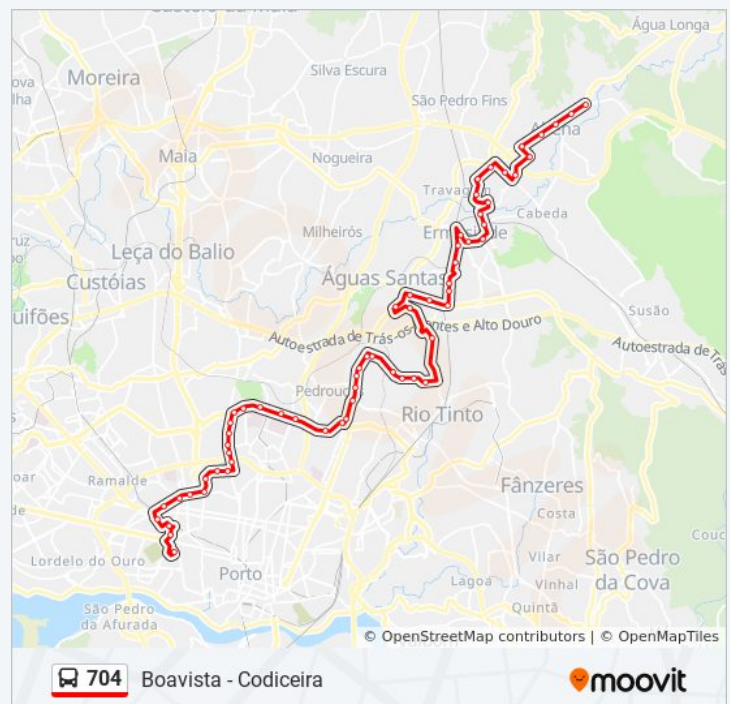 Moreira
Silva Escura
São Pedro Fins
Água Longa
Maia
Nogueira
Travagem
Cabeda
Milheirós
Leça do Balio
Custóias
Águas Santas
Susão
Autoestrada de Trás-os-Montes e Alto Douro
Autoestrada de Trás
Rio Tinto
Ramalde
Fânzeres
Costa
Lordelo do Ouro
Porto
Lagoa
Vilar
Vinhal
São Pedro
da Cova
São Pedro
da Afurada
Quintã
© OpenStreetMap contributors | © OpenMapTiles
704 Boavista - Codiceira
moovit